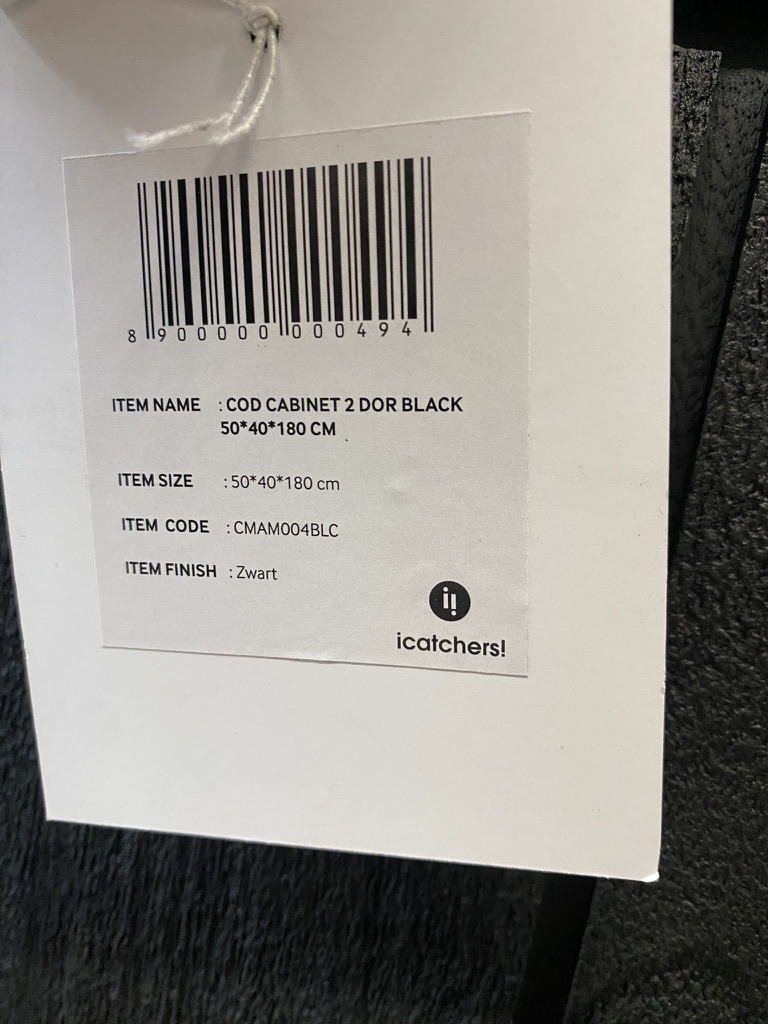 8 900000 000494
ITEM NAME : COD CABINET 2 DOR BLACK
50*40*180 CM
ITEM SIZE : 50*40*180 cm
ITEM CODE : CMAM004BLC
ITEM FINISH : Zwart
i!
icatchers!